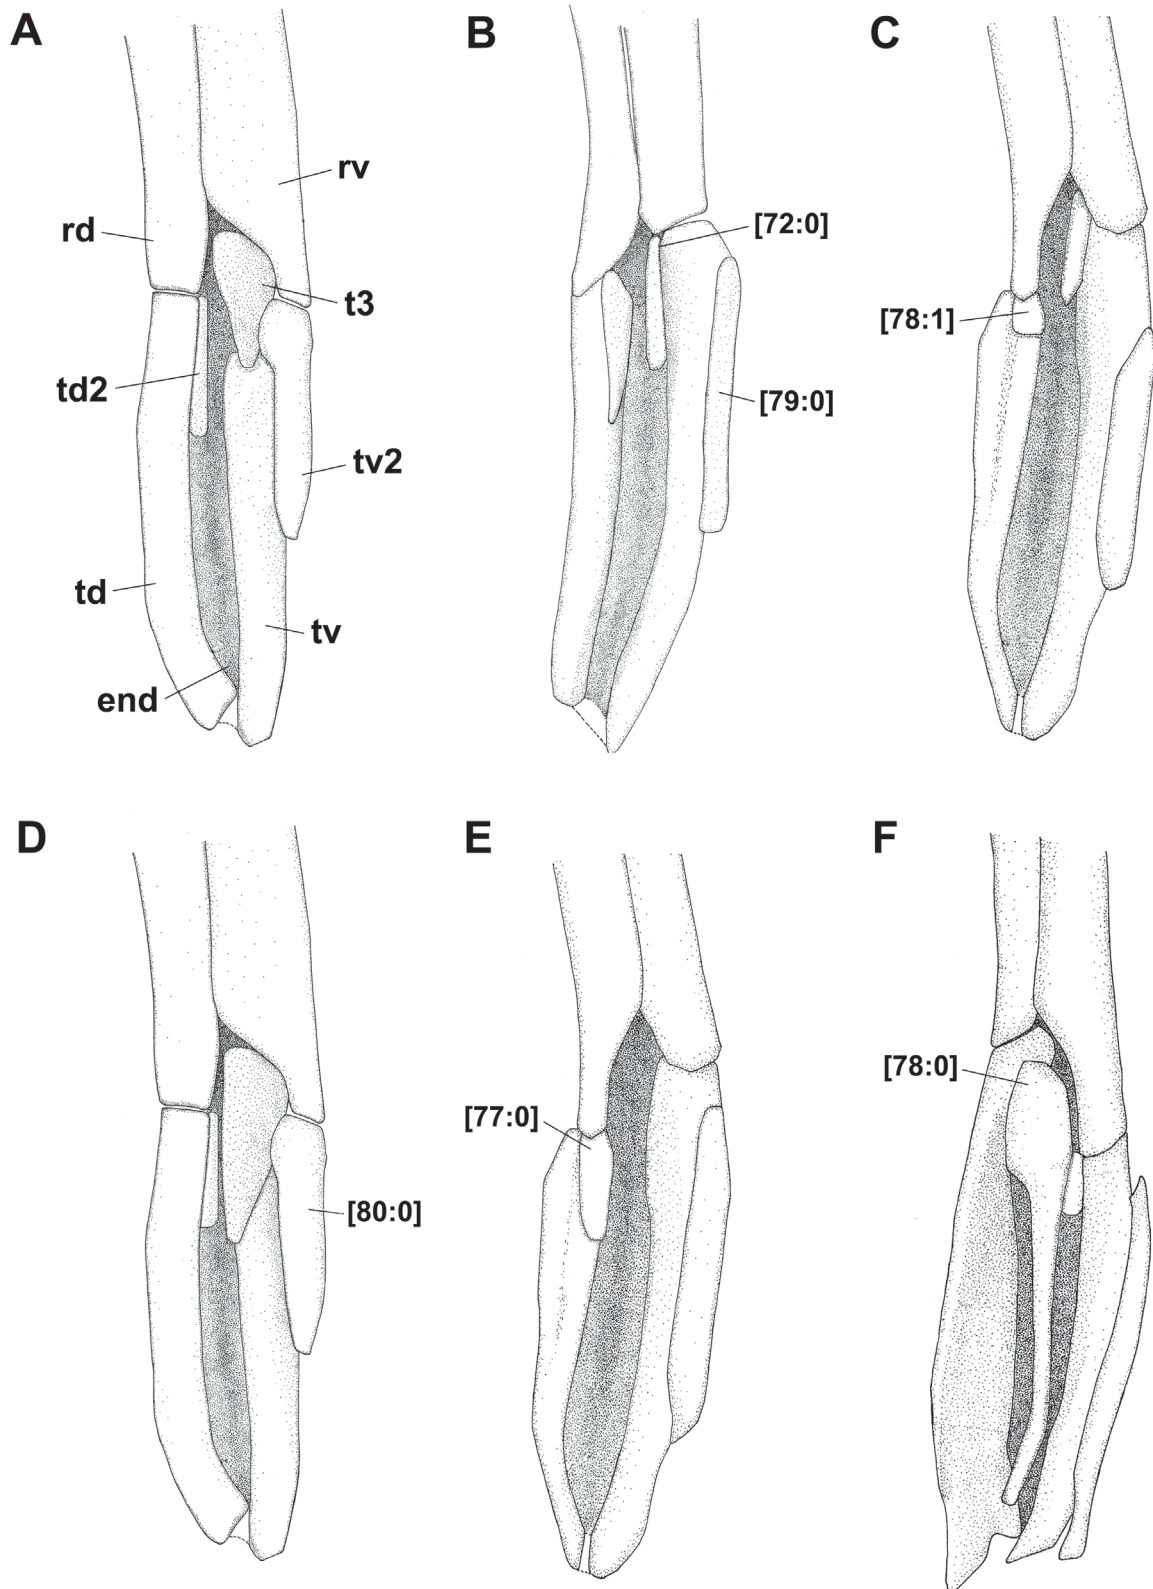 A
rv
rd
t3
td2
tv2
td
tv
end
B
[72:0]
[79:0]
C
[78:1]
D
[80:0]
E
[77:0]
F
[78:0]